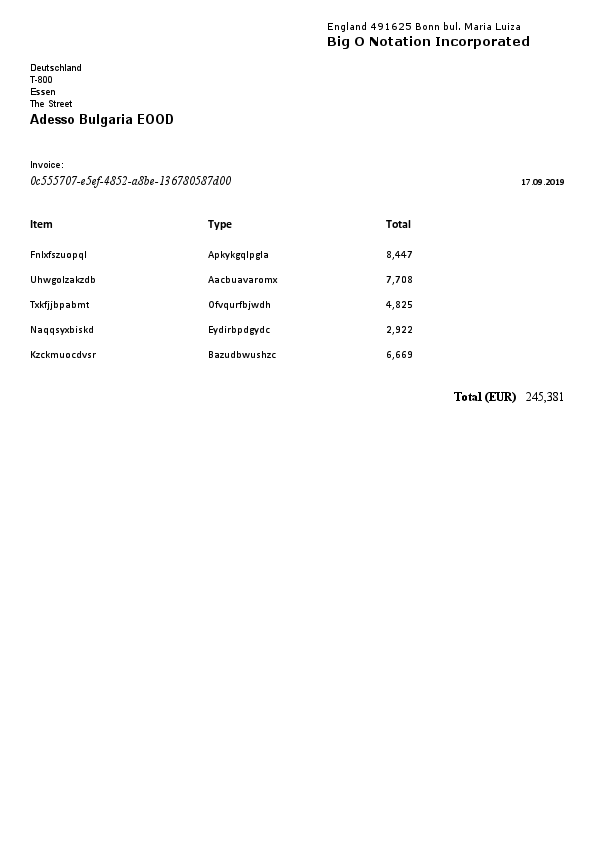 England 491625 Bonn bul. Maria Luiza
Big O Notation Incorporated
Deutschland
T-800
Essen
The Street
Adesso Bulgaria EOOD
Invoice:
0c555707-e5ef-4852-a8be-136780587d00 17.09.2019
Item Type Total
Fnlxfszuopql Apkykgqlpgla 8,447
Uhwgolzakzdb Aacbuavaromx 7,708
Txkfjjbpabmt Ofvqurfbjwdh 4,825
Naqqsyxbiskd Eydirbpdgydc 2,922
Kzckmuocdvsr Bazudbwushzc 6,669
Total (EUR) 245,381